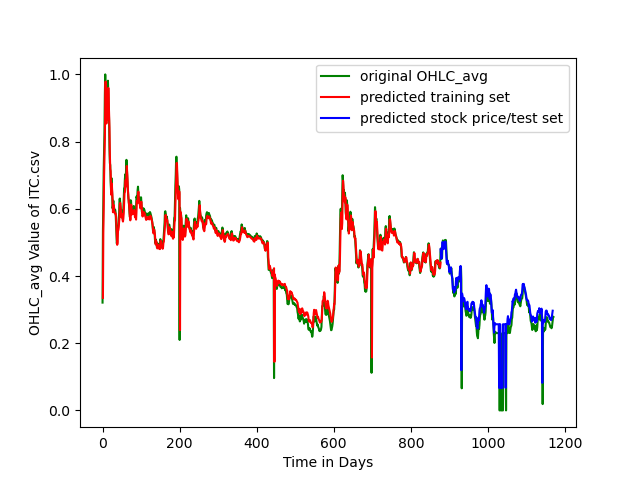 original OHLC_avg
predicted training set
predicted stock price/test set
1.0
0.8
0.6
0.4
0.2
0.0
OHLC_avg Value of ITC.csv
0 200 400 600 800 1000 1200
Time in Days